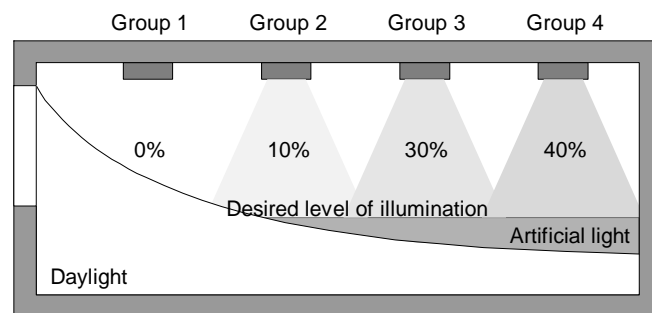 Group 1 Group 2 Group 3 Group 4
0% 10% 30% 40%
Desired level of illumination
Artificial light
Daylight